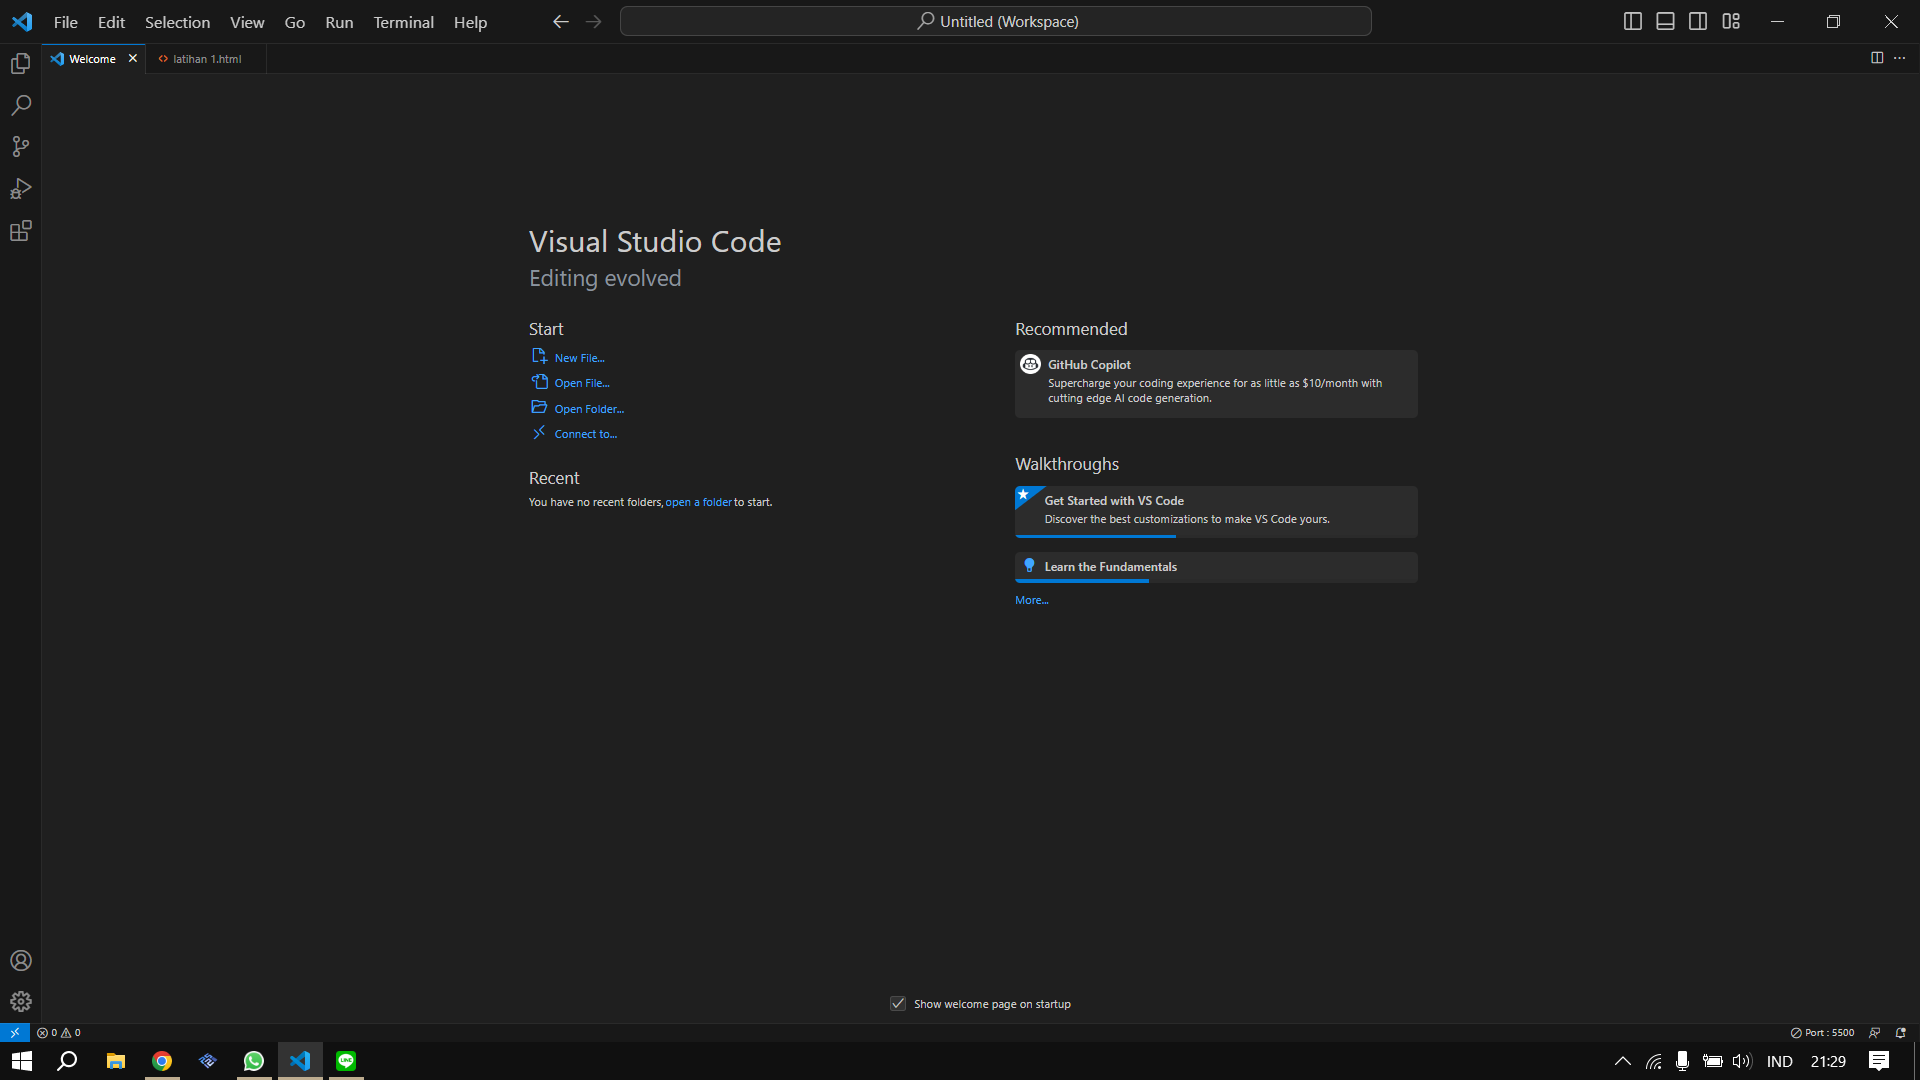 File Edit Selection View Go Run Terminal Help
Untitled (Workspace)
Welcome
latihan 1.html
Visual Studio Code
Editing evolved
Start
New File...
Open File...
Open Folder...
Connect to...
Recent
You have no recent folders, open a folder to start.
Recommended
GitHub Copilot
Supercharge your coding experience for as little as $10/month with
cutting edge AI code generation.
Walkthroughs
Get Started with VS Code
Discover the best customizations to make VS Code yours.
Learn the Fundamentals
More...
Show welcome page on startup
0 0
Port : 5500
LINE
IND
21:29